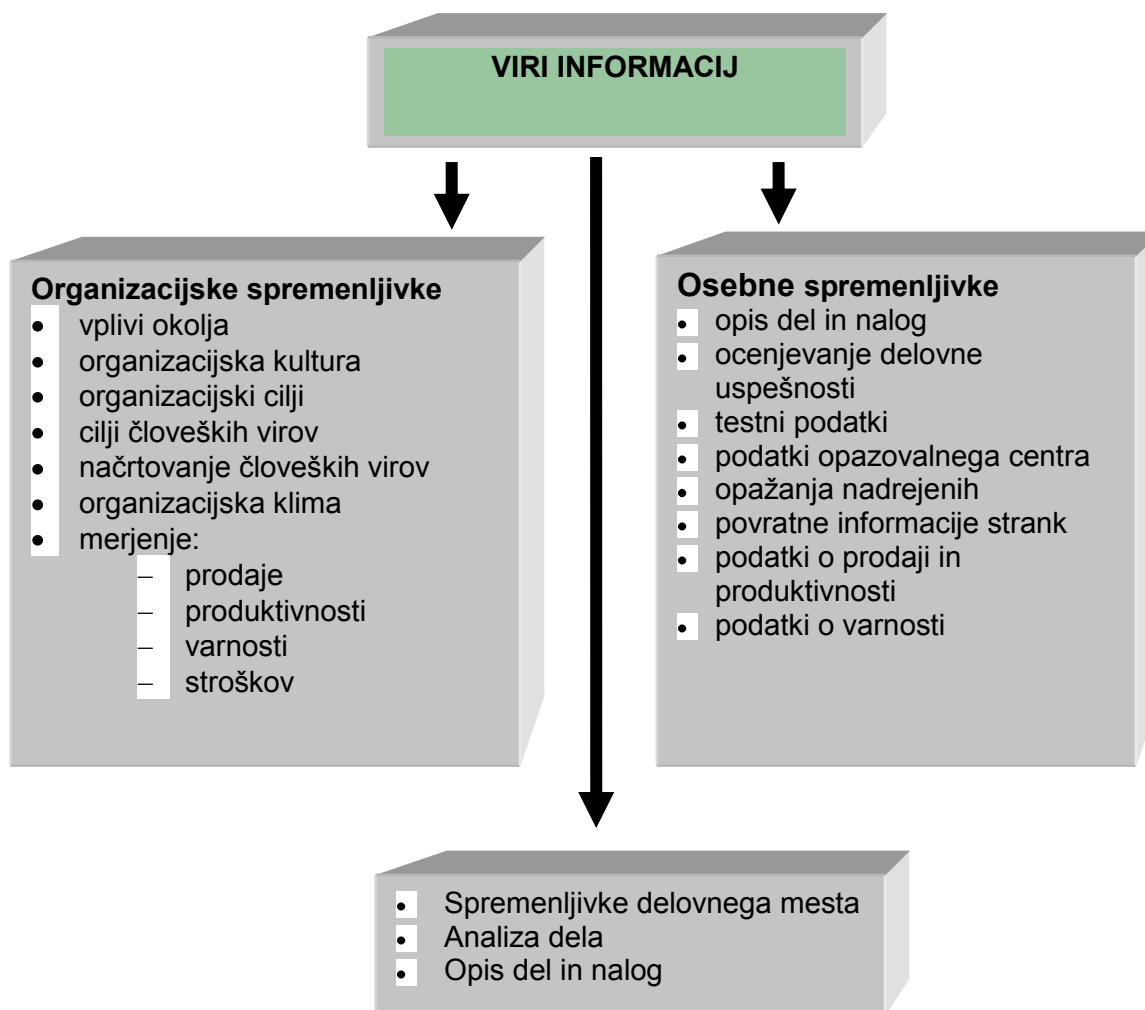 VIRI INFORMACIJ
Organizacijske spremenljivke
• vplivi okolja
• organizacijska kultura
• organizacijski cilji
• cilji človeških virov
• načrtovanje človeških virov
• organizacijska klima
• merjenje:
– prodaje
– produktivnosti
– varnosti
– stroškov
Osebne spremenljivke
• opis del in nalog
• ocenjevanje delovne
uspešnosti
• testni podatki
• podatki opazovalnega centra
• opažanja nadrejenih
• povratne informacije strank
• podatki o prodaji in
produktivnosti
• podatki o varnosti
• Spremenljivke delovnega mesta
• Analiza dela
• Opis del in nalog